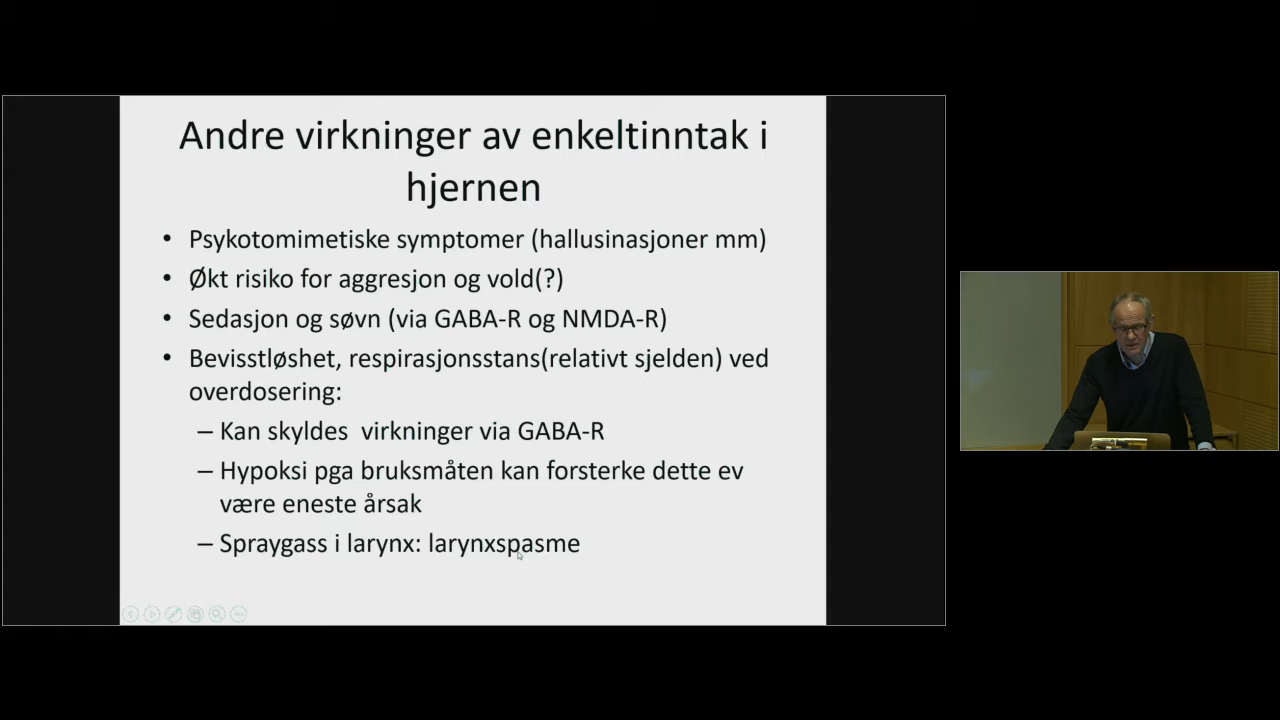 Andre virkninger av enkeltinntak i
hjernen
• Psykotomimetiske symptomer (hallusinasjoner mm)
• Økt risiko for aggresjon og vold(?)
• Sedasjon og søvn (via GABA-R og NMDA-R)
• Bevisstløshet, respirasjonsstans(relativt sjelden) ved
overdosering:
– Kan skyldes  virkninger via GABA-R
– Hypoksi pga bruksmåten kan forsterke dette ev
være eneste årsak
– Spraygass i larynx: larynxspasme